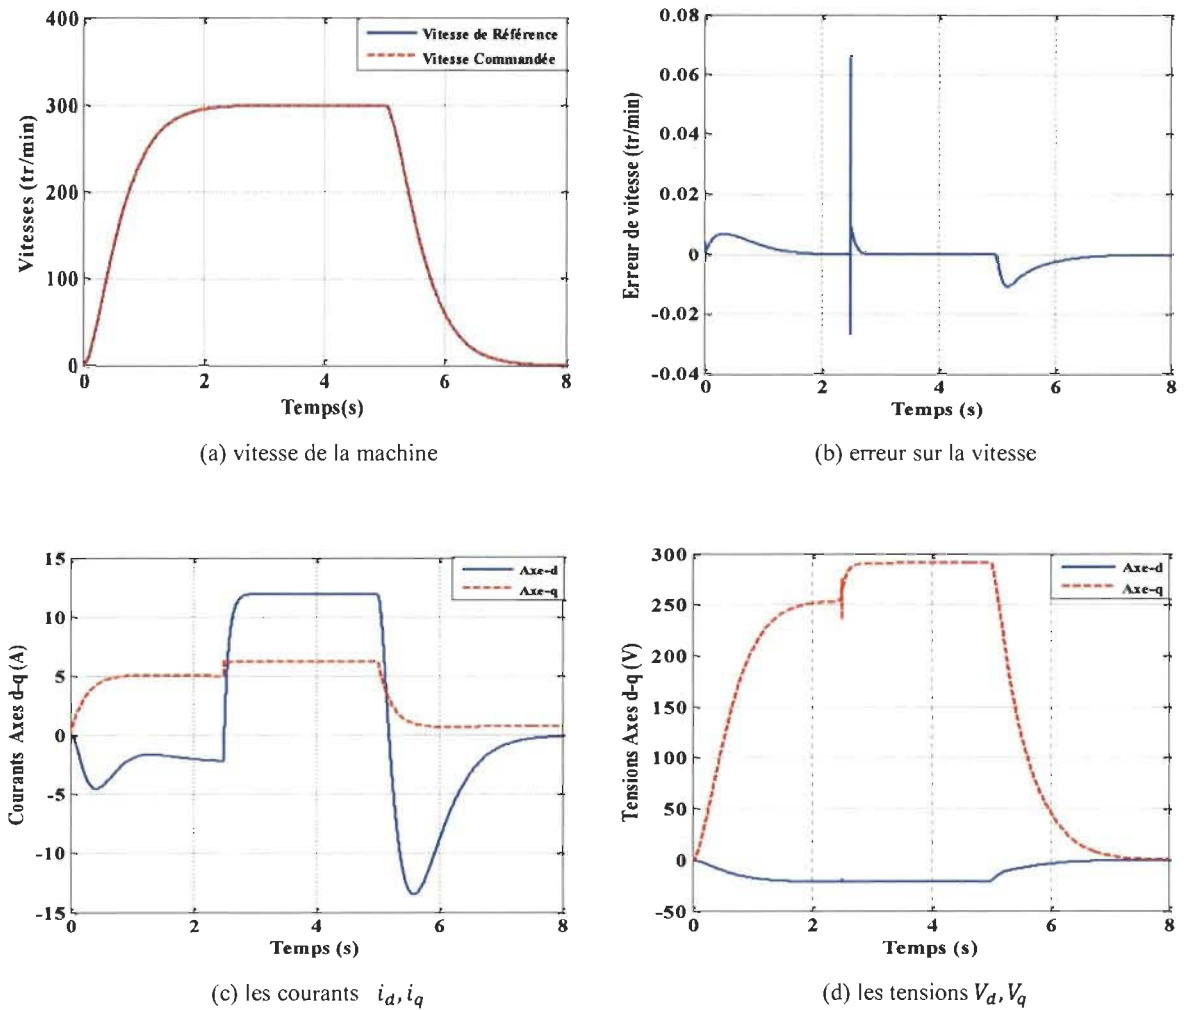 400
300
200
100
0
Vitesses (tr/min)
Vitesse de Référence
Vitesse Commandée
0 2 4 6 8
Temps(s)
(a) vitesse de la machine
0.08
0.06
0.04
0.02
0
-0.02
-0.04
Erreur de vitesse (tr/min)
0 2 4 6 8
Temps (s)
(b) erreur sur la vitesse
15
10
5
0
-5
-10
-15
Courants Axes d-q (A)
Axe-d
Axe-q
0 2 4 6 8
Temps (s)
(c) les courants i_d, i_q
300
250
200
150
100
50
0
-50
Tensions Axes d-q (V)
Axe-d
Axe-q
0 2 4 6 8
Temps (s)
(d) les tensions V_d, V_q